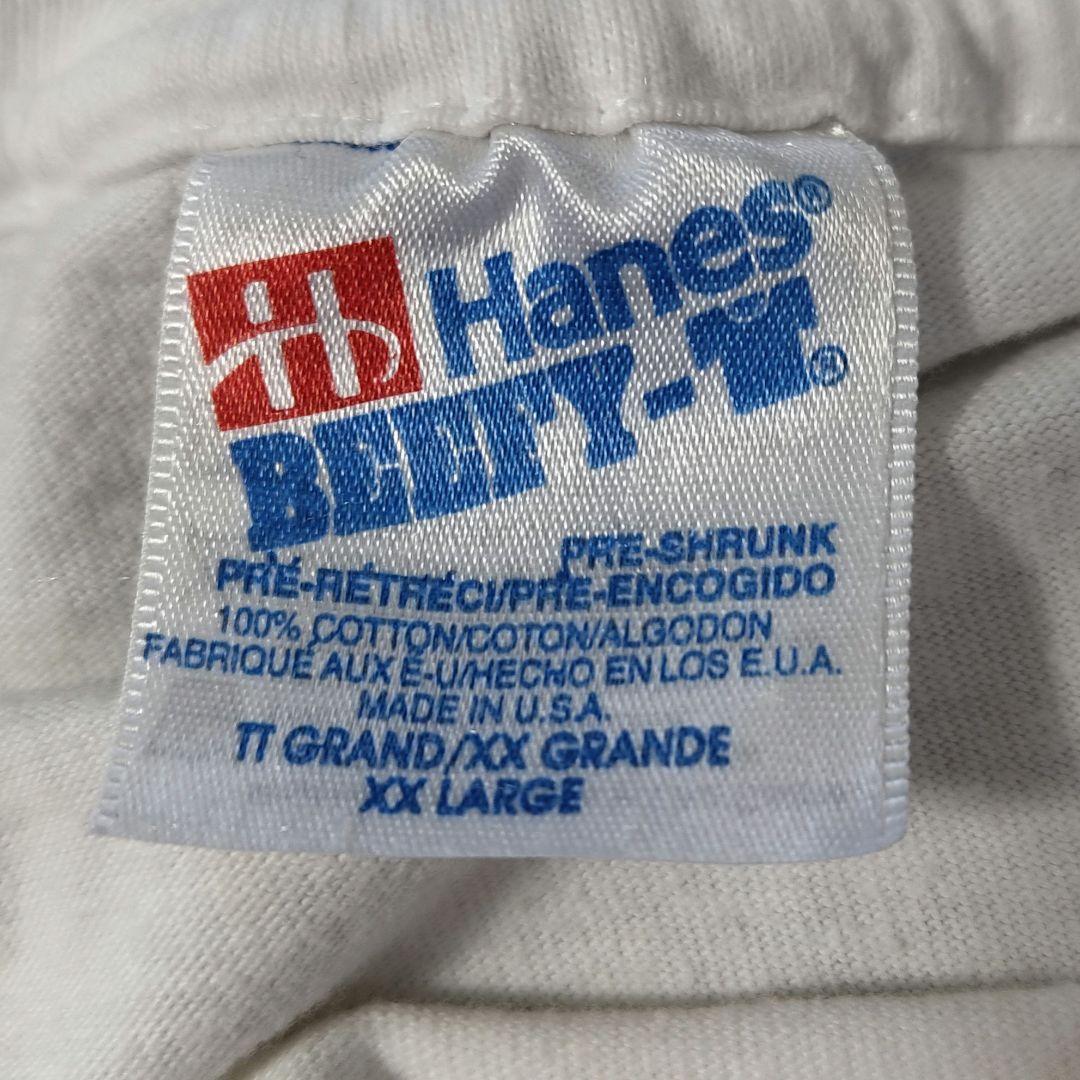 Hanes®
BEEFY-T®
PRE-SHRUNK
PRÉ-RÉTRÉCI/PRE-ENCOGIDO
100% COTTON/COTON/ALGODON
FABRIQUÉ AUX É-U/HECHO EN LOS E.U.A.
MADE IN U.S.A.
TT GRAND/XX GRANDE
XX LARGE